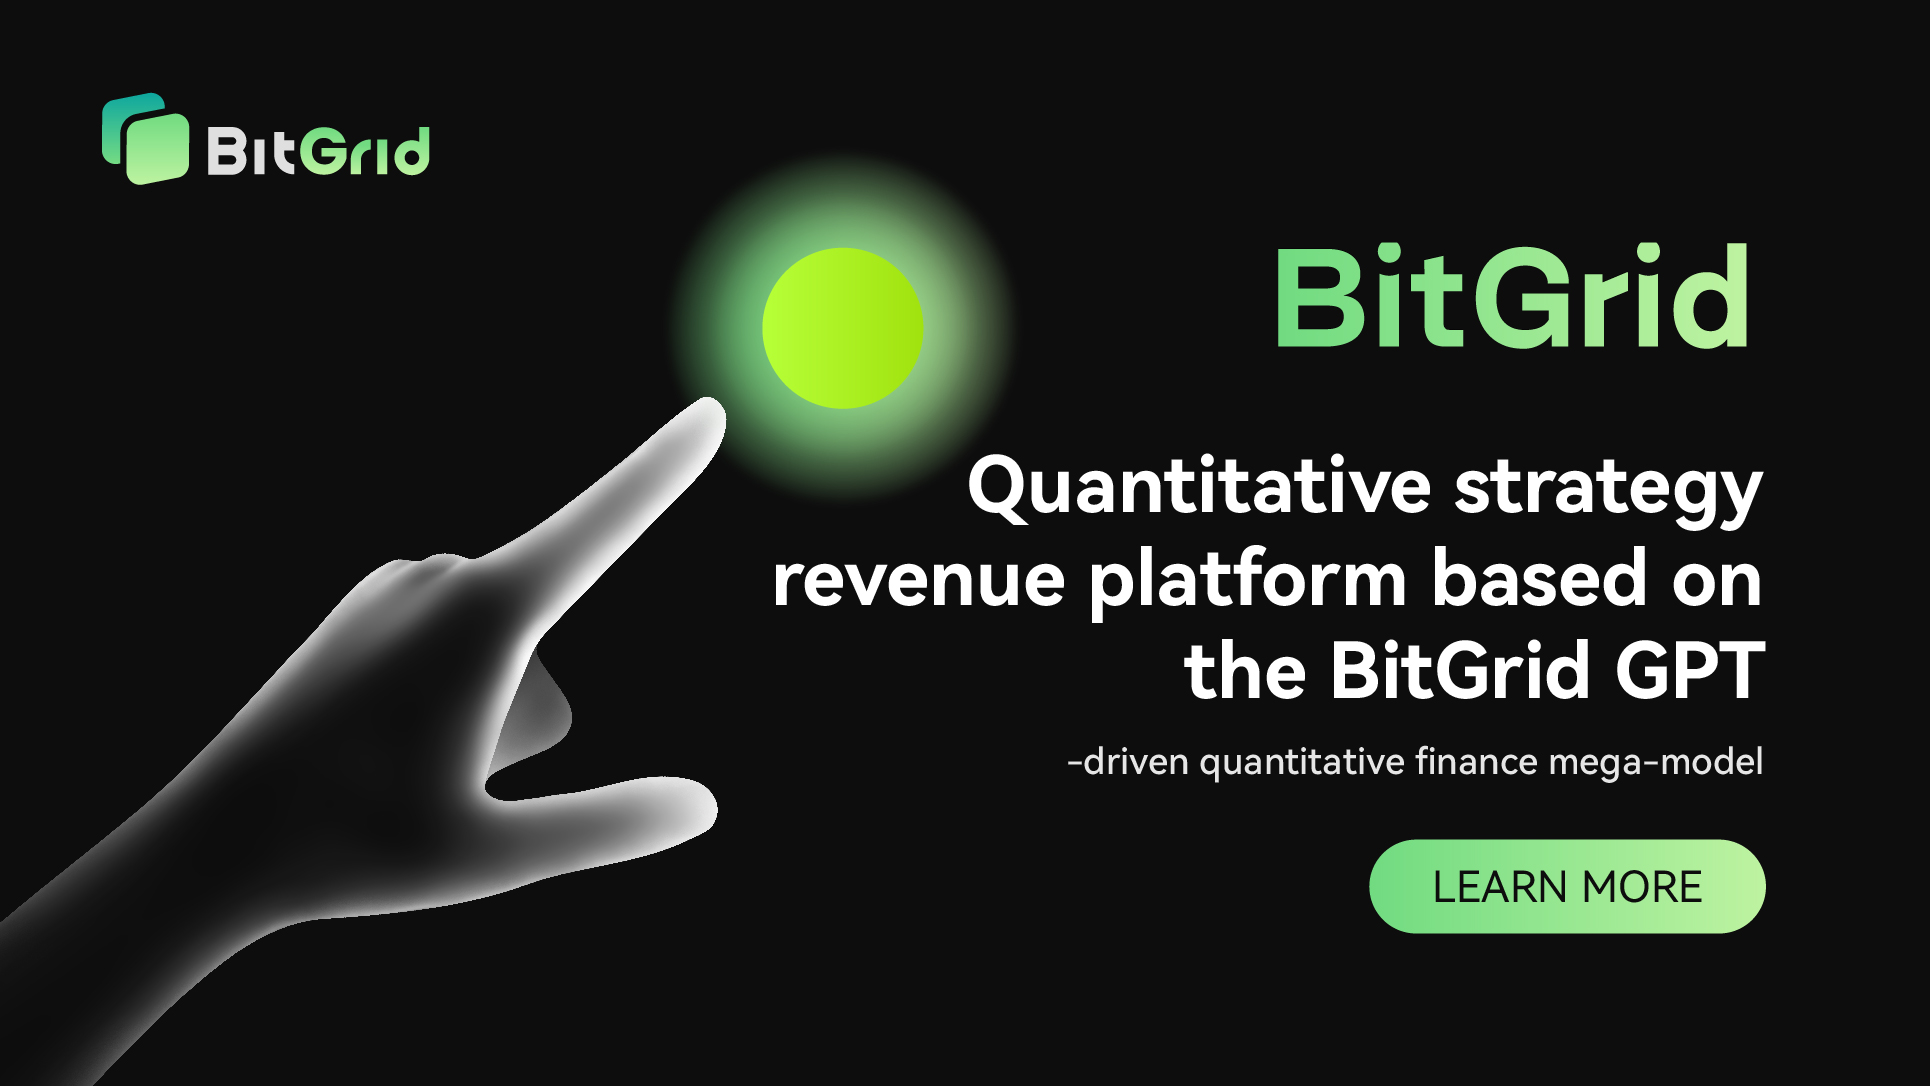 BitGrid
BitGrid
Quantitative strategy
revenue platform based on
the BitGrid GPT
-driven quantitative finance mega-model
LEARN MORE